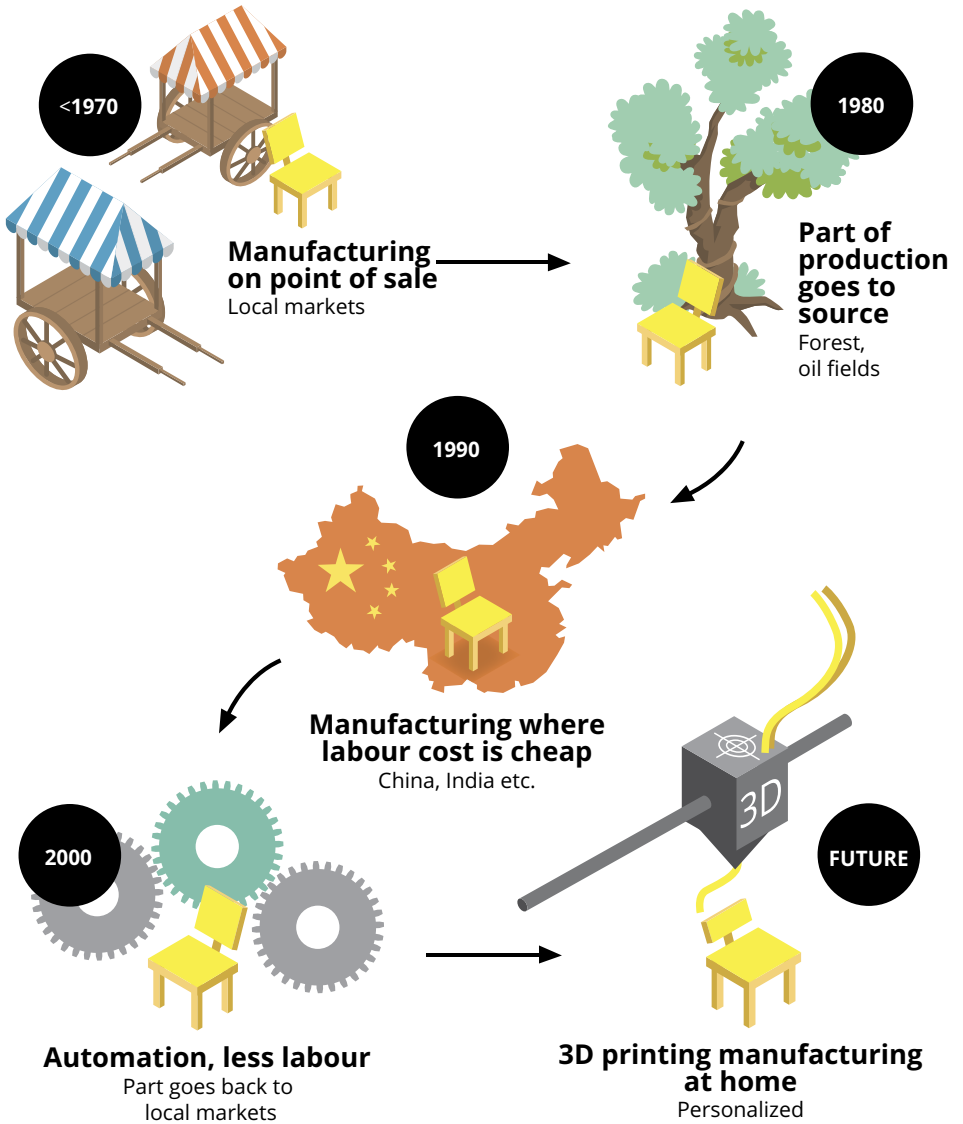 <1970
Manufacturing
on point of sale
Local markets
1980
Part of
production
goes to
source
Forest,
oil fields
1990
Manufacturing where
labour cost is cheap
China, India etc.
2000
Automation, less labour
Part goes back to
local markets
3D
FUTURE
3D printing manufacturing
at home
Personalized